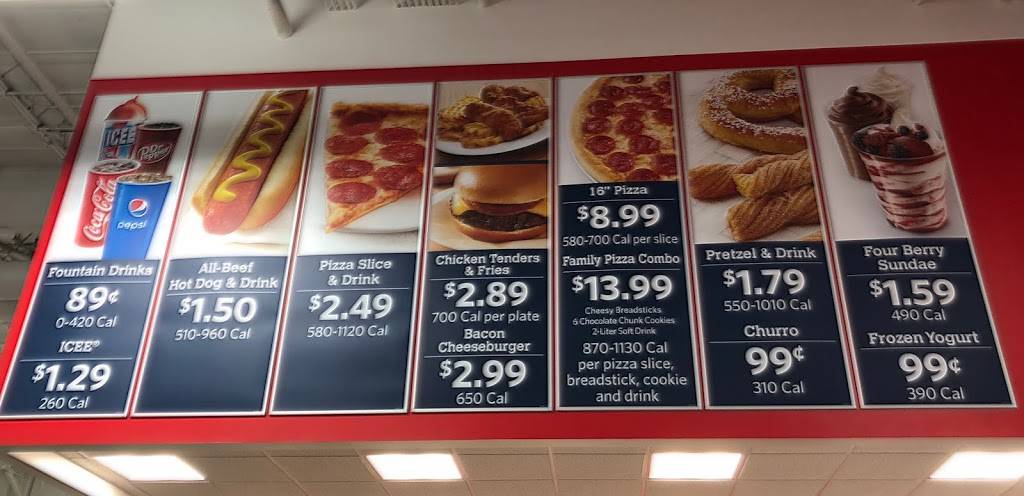 ICEE
DR Pepper
Coca-Cola
pepsi
Fountain Drinks
89¢
0-420 Cal
ICEE®
$1.29
260 Cal
All-Beef
Hot Dog & Drink
$1.50
510-960 Cal
Pizza Slice
& Drink
$2.49
580-1120 Cal
Chicken Tenders
& Fries
$2.89
700 Cal per plate
Bacon
Cheeseburger
$2.99
650 Cal
16" Pizza
$8.99
580-700 Cal per slice
Family Pizza Combo
$13.99
Cheesy Breadsticks
6 Chocolate Chunk Cookies
2-Liter Soft Drink
870-1130 Cal
per pizza slice,
breadstick, cookie
and drink
Pretzel & Drink
$1.79
550-1010 Cal
Churro
99¢
310 Cal
Four Berry
Sundae
$1.59
490 Cal
Frozen Yogurt
99¢
390 Cal